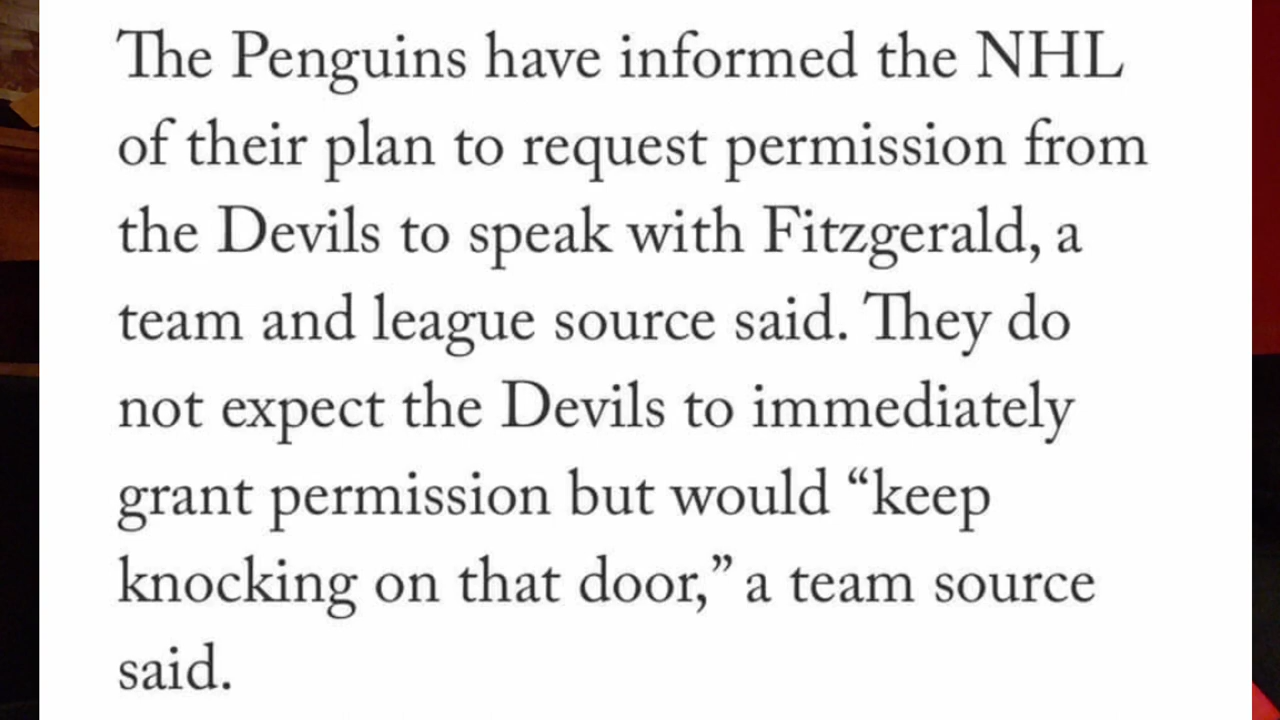 The Penguins have informed the NHL
of their plan to request permission from
the Devils to speak with Fitzgerald, a
team and league source said. They do
not expect the Devils to immediately
grant permission but would “keep
knocking on that door,” a team source
said.